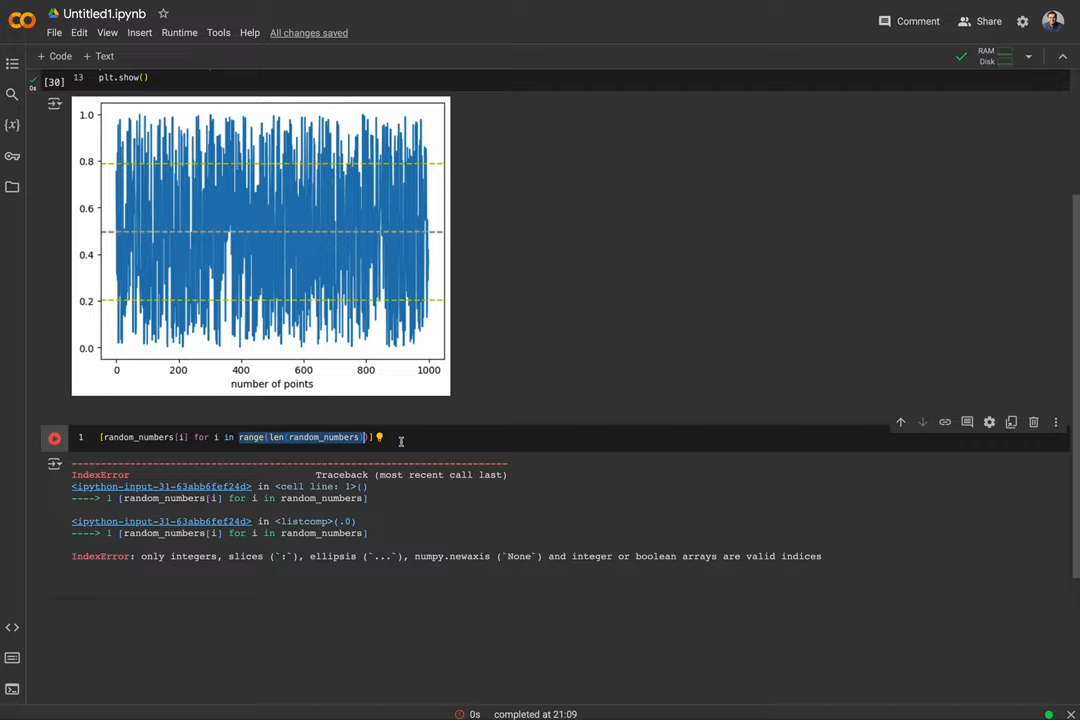 Untitled1.ipynb
Comment
Share
File Edit View Insert Runtime Tools Help All changes saved
+ Code + Text
RAM
Disk
0s
[30]
13 plt.show()
1.0
0.8
0.6
0.4
0.2
0.0
0 200 400 600 800 1000
number of points
1 [random_numbers[i] for i in range(len(random_numbers))]
IndexError Traceback (most recent call last)
<ipython-input-31-63abb6fef24d> in <cell line: 1>()
----> 1 [random_numbers[i] for i in random_numbers]
<ipython-input-31-63abb6fef24d> in <listcomp>(.0)
----> 1 [random_numbers[i] for i in random_numbers]
IndexError: only integers, slices (`:`), ellipsis (`...`), numpy.newaxis (`None`) and integer or boolean arrays are valid indices
0s completed at 21:09